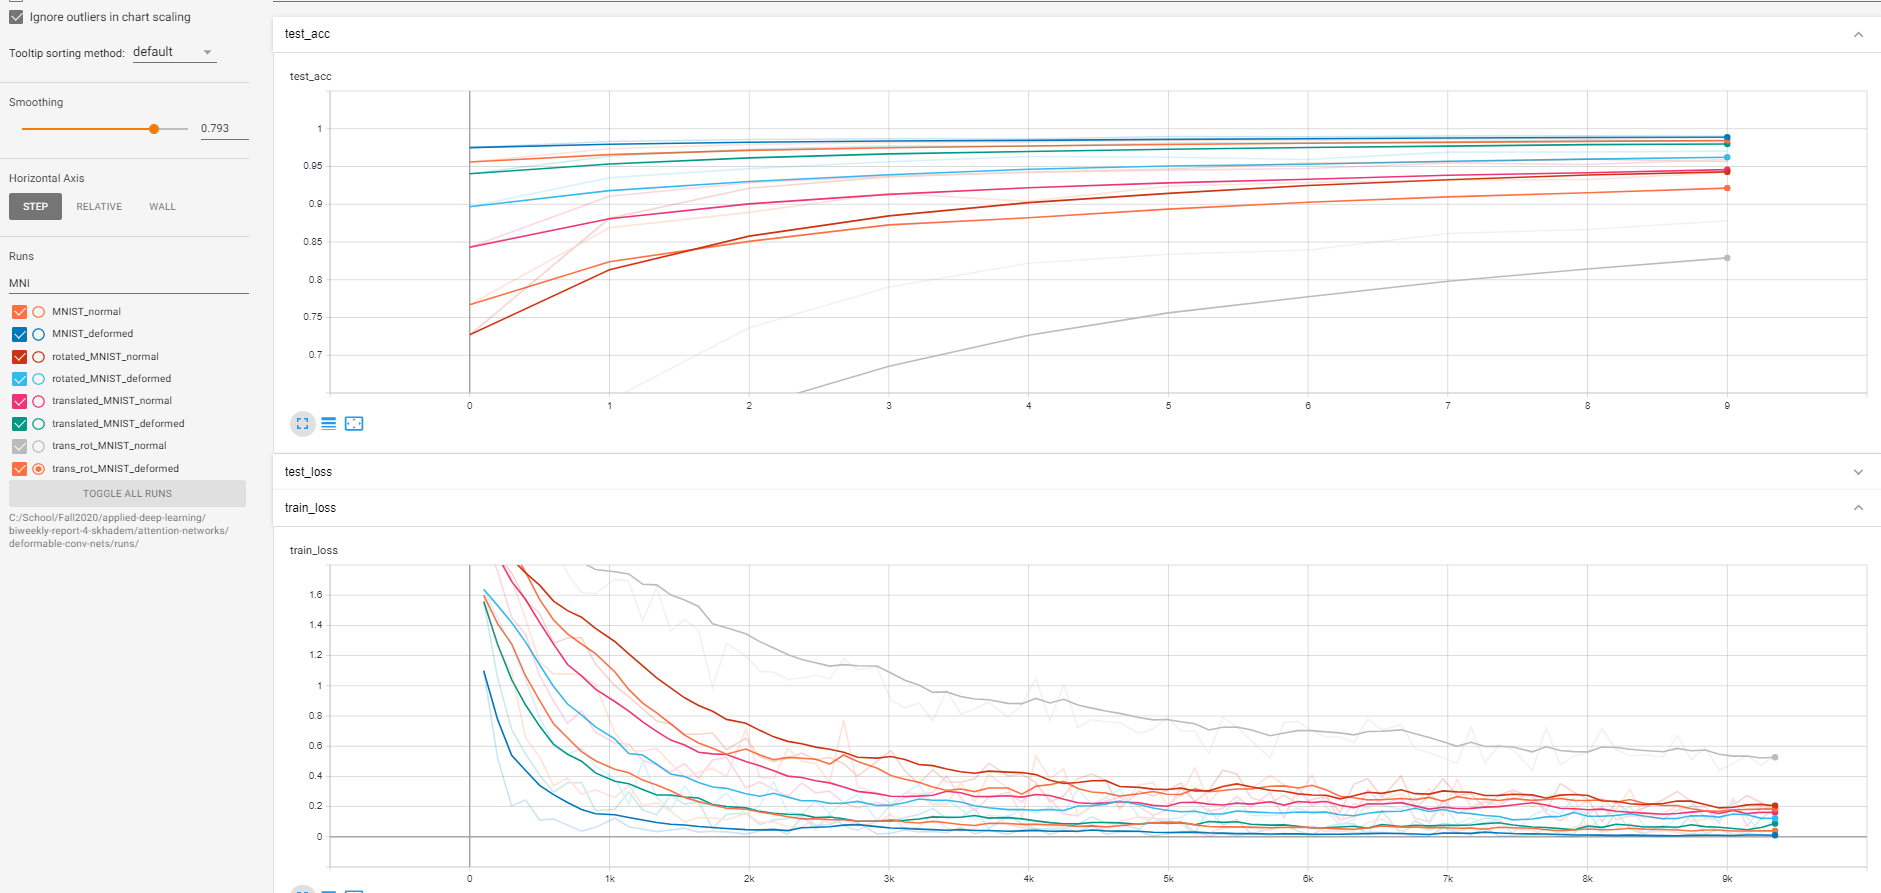 Ignore outliers in chart scaling
Tooltip sorting method: default
Smoothing
0.793
Horizontal Axis
STEP RELATIVE WALL
Runs
MNI
MNIST_normal
MNIST_deformed
rotated_MNIST_normal
rotated_MNIST_deformed
translated_MNIST_normal
translated_MNIST_deformed
trans_rot_MNIST_normal
trans_rot_MNIST_deformed
TOGGLE ALL RUNS
C:/School/Fall2020/applied-deep-learning/
biweekly-report-4-skhadem/attention-networks/
deformable-conv-nets/runs/
test_acc
test_acc
1
0.95
0.9
0.85
0.8
0.75
0.7
0 1 2 3 4 5 6 7 8 9
test_loss
train_loss
train_loss
1.6
1.4
1.2
1
0.8
0.6
0.4
0.2
0
0 1k 2k 3k 4k 5k 6k 7k 8k 9k